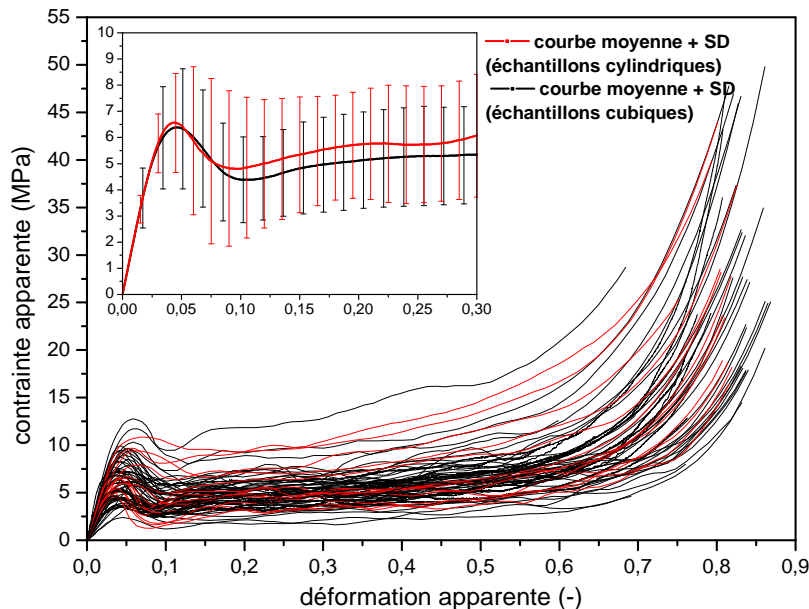 courbe moyenne + SD
(échantillons cylindriques)
courbe moyenne + SD
(échantillons cubiques)
10
9
8
7
6
5
4
3
2
1
0
0,00 0,05 0,10 0,15 0,20 0,25 0,30
55
50
45
40
35
30
25
20
15
10
5
0
contrainte apparente (MPa)
0,0 0,1 0,2 0,3 0,4 0,5 0,6 0,7 0,8 0,9
déformation apparente (-)